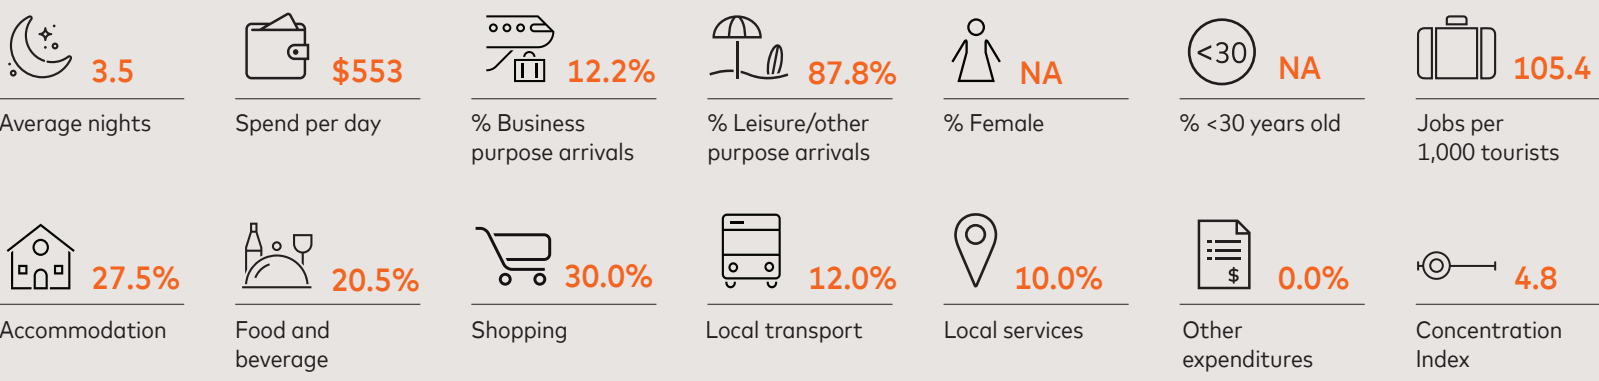 3.5
Average nights
$553
Spend per day
12.2%
% Business
purpose arrivals
87.8%
% Leisure/other
purpose arrivals
NA
% Female
<30
NA
% <30 years old
105.4
Jobs per
1,000 tourists
27.5%
Accommodation
20.5%
Food and
beverage
30.0%
Shopping
12.0%
Local transport
10.0%
Local services
$
0.0%
Other
expenditures
4.8
Concentration
Index